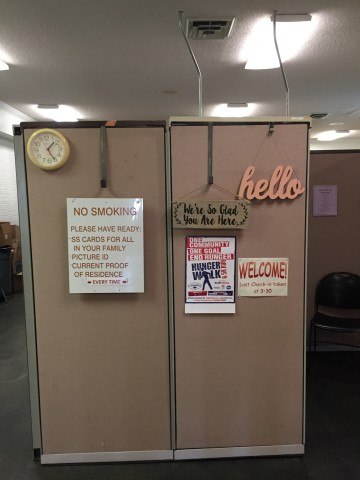 NO SMOKING
PLEASE HAVE READY:
SS CARDS FOR ALL
IN YOUR FAMILY
PICTURE ID
CURRENT PROOF
OF RESIDENCE
EVERY TIME
hello
We're So Glad
You Are Here
ONE COMMUNITY
ONE GOAL
END HUNGER
HUNGER
WALK
WELCOME!
Last Check-in taken
at 3:30